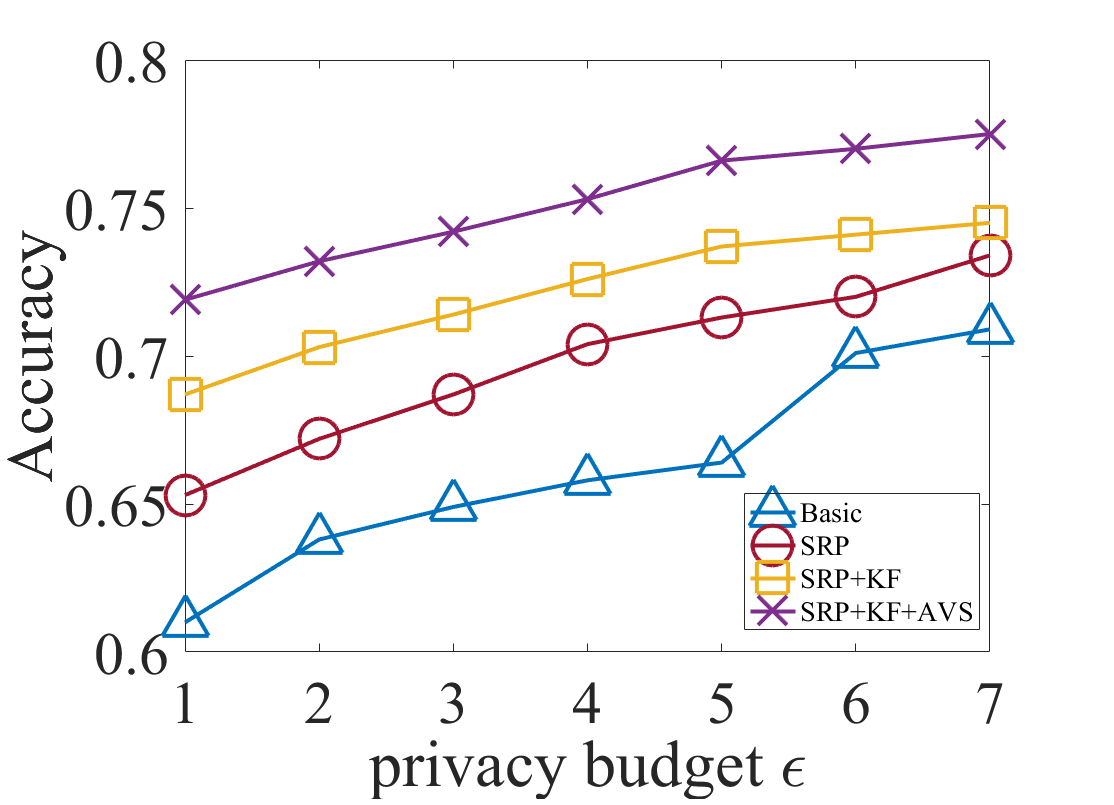 0.8
0.75
0.7
0.65
0.6
Accuracy
1 2 3 4 5 6 7
privacy budget ϵ
Basic
SRP
SRP+KF
SRP+KF+AVS